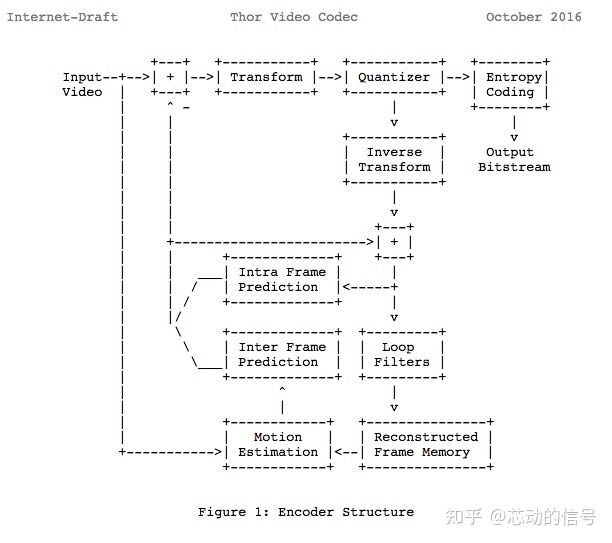 Internet-Draft Thor Video Codec October 2016
Input Video
+
Transform
Quantizer
Entropy Coding
-
Inverse Transform
Output Bitstream
+
Intra Frame Prediction
Inter Frame Prediction
Loop Filters
Motion Estimation
Reconstructed Frame Memory
Figure 1: Encoder Structure
知乎 @芯动的信号